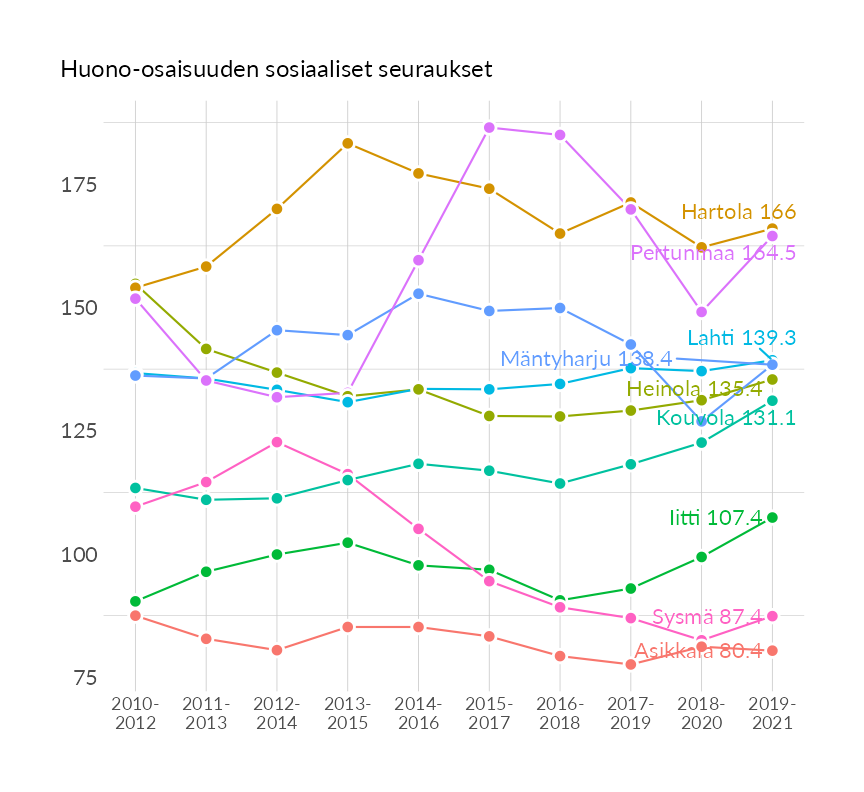 Huono-osaisuuden sosiaaliset seuraukset
175
150
125
100
75
Hartola 166
Pertunmaa 164.5
Lahti 139.3
Mäntyharju 138.4
Heinola 135.4
Kouvola 131.1
Iitti 107.4
Sysmä 87.4
Asikkala 80.4
2010- 2011- 2012- 2013- 2014- 2015- 2016- 2017- 2018- 2019-
2012 2013 2014 2015 2016 2017 2018 2019 2020 2021